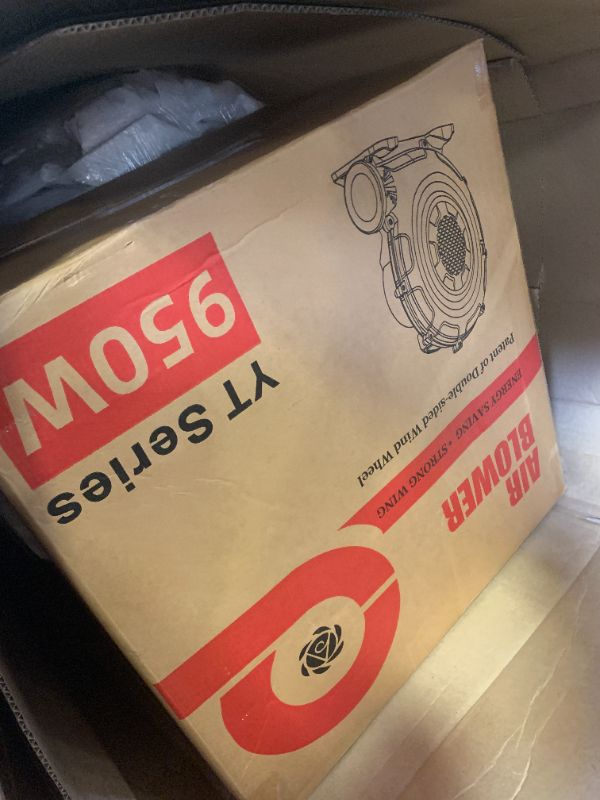 AIR
BLOWER
ENERGY SAVING • STRONG WING
Patent of Double-sided Wind Wheel
YT Series
950W